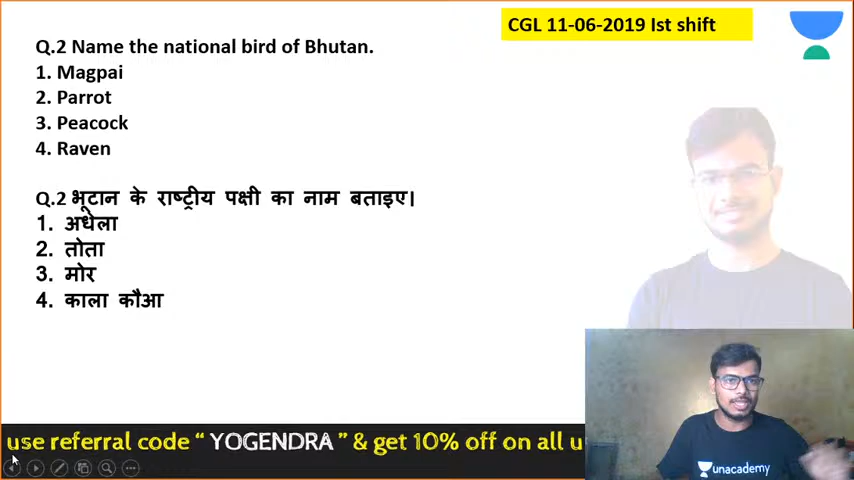 CGL 11-06-2019 Ist shift
Q.2 Name the national bird of Bhutan.
1. Magpai
2. Parrot
3. Peacock
4. Raven
Q.2 भूटान के राष्ट्रीय पक्षी का नाम बताइए।
1. अधेला
2. तोता
3. मोर
4. काला कौआ
use referral code “ YOGENDRA ” & get 10% off on all u
unacademy